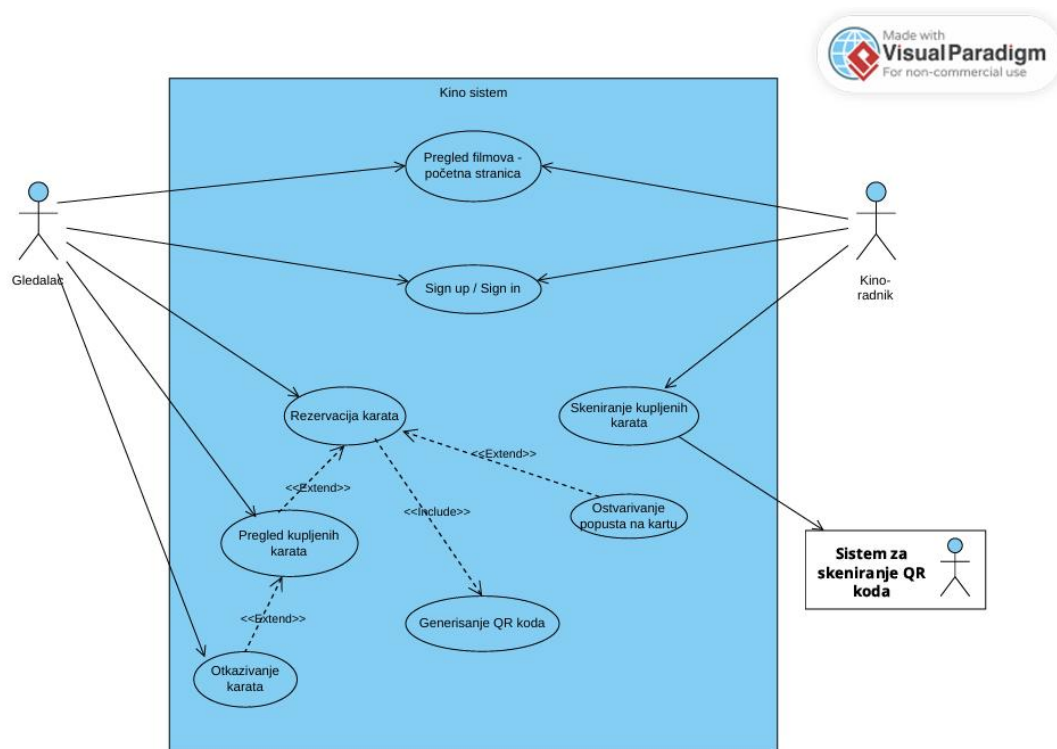 Made with
Visual Paradigm
For non-commercial use
Kino sistem
Pregled filmova -
početna stranica
Gledalac
Kino-
radnik
Sign up / Sign in
Rezervacija karata
Skeniranje kupljenih
karata
<<Extend>>
<<Extend>>
<<Include>>
Ostvarivanje
popusta na kartu
Pregled kupljenih
karata
Sistem za
skeniranje QR
koda
<<Extend>>
Generisanje QR koda
Otkazivanje
karata